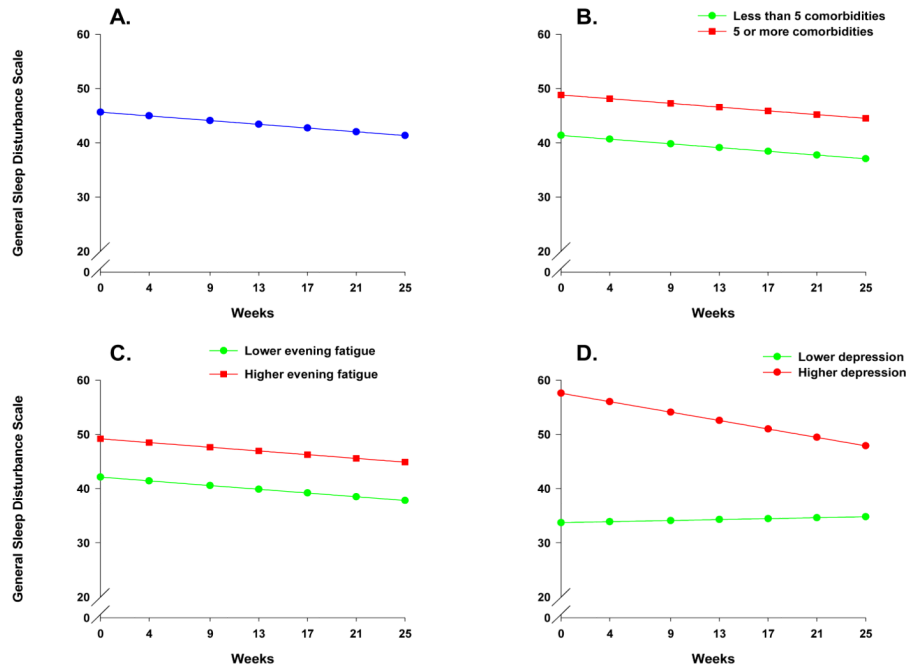 A.
General Sleep Disturbance Scale
60
50
40
30
20
0
0 4 9 13 17 21 25
Weeks
B.
Less than 5 comorbidities
5 or more comorbidities
60
50
40
30
20
0
0 4 9 13 17 21 25
Weeks
C.
Lower evening fatigue
Higher evening fatigue
General Sleep Disturbance Scale
60
50
40
30
20
0
0 4 9 13 17 21 25
Weeks
D.
Lower depression
Higher depression
60
50
40
30
20
0
0 4 9 13 17 21 25
Weeks